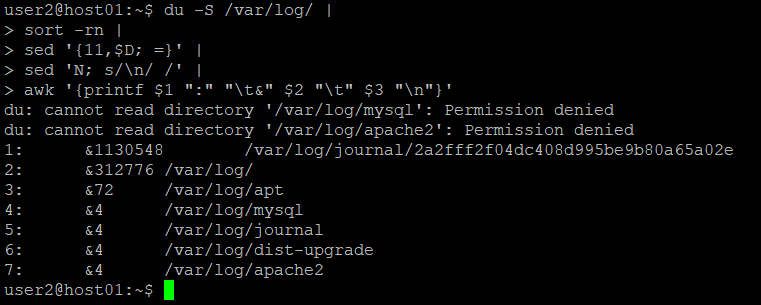 user2@host01:~$ du -S /var/log/ |
> sort -rn |
> sed '{11,$D; =}' |
> sed 'N; s/\n/ /' |
> awk '{printf $1 ":" "\t&" $2 "\t" $3 "\n"}'
du: cannot read directory '/var/log/mysql': Permission denied
du: cannot read directory '/var/log/apache2': Permission denied
1:      &1130548        /var/log/journal/2a2fff2f04dc408d995be9b80a65a02e
2:      &312776 /var/log/
3:      &72     /var/log/apt
4:      &4      /var/log/mysql
5:      &4      /var/log/journal
6:      &4      /var/log/dist-upgrade
7:      &4      /var/log/apache2
user2@host01:~$